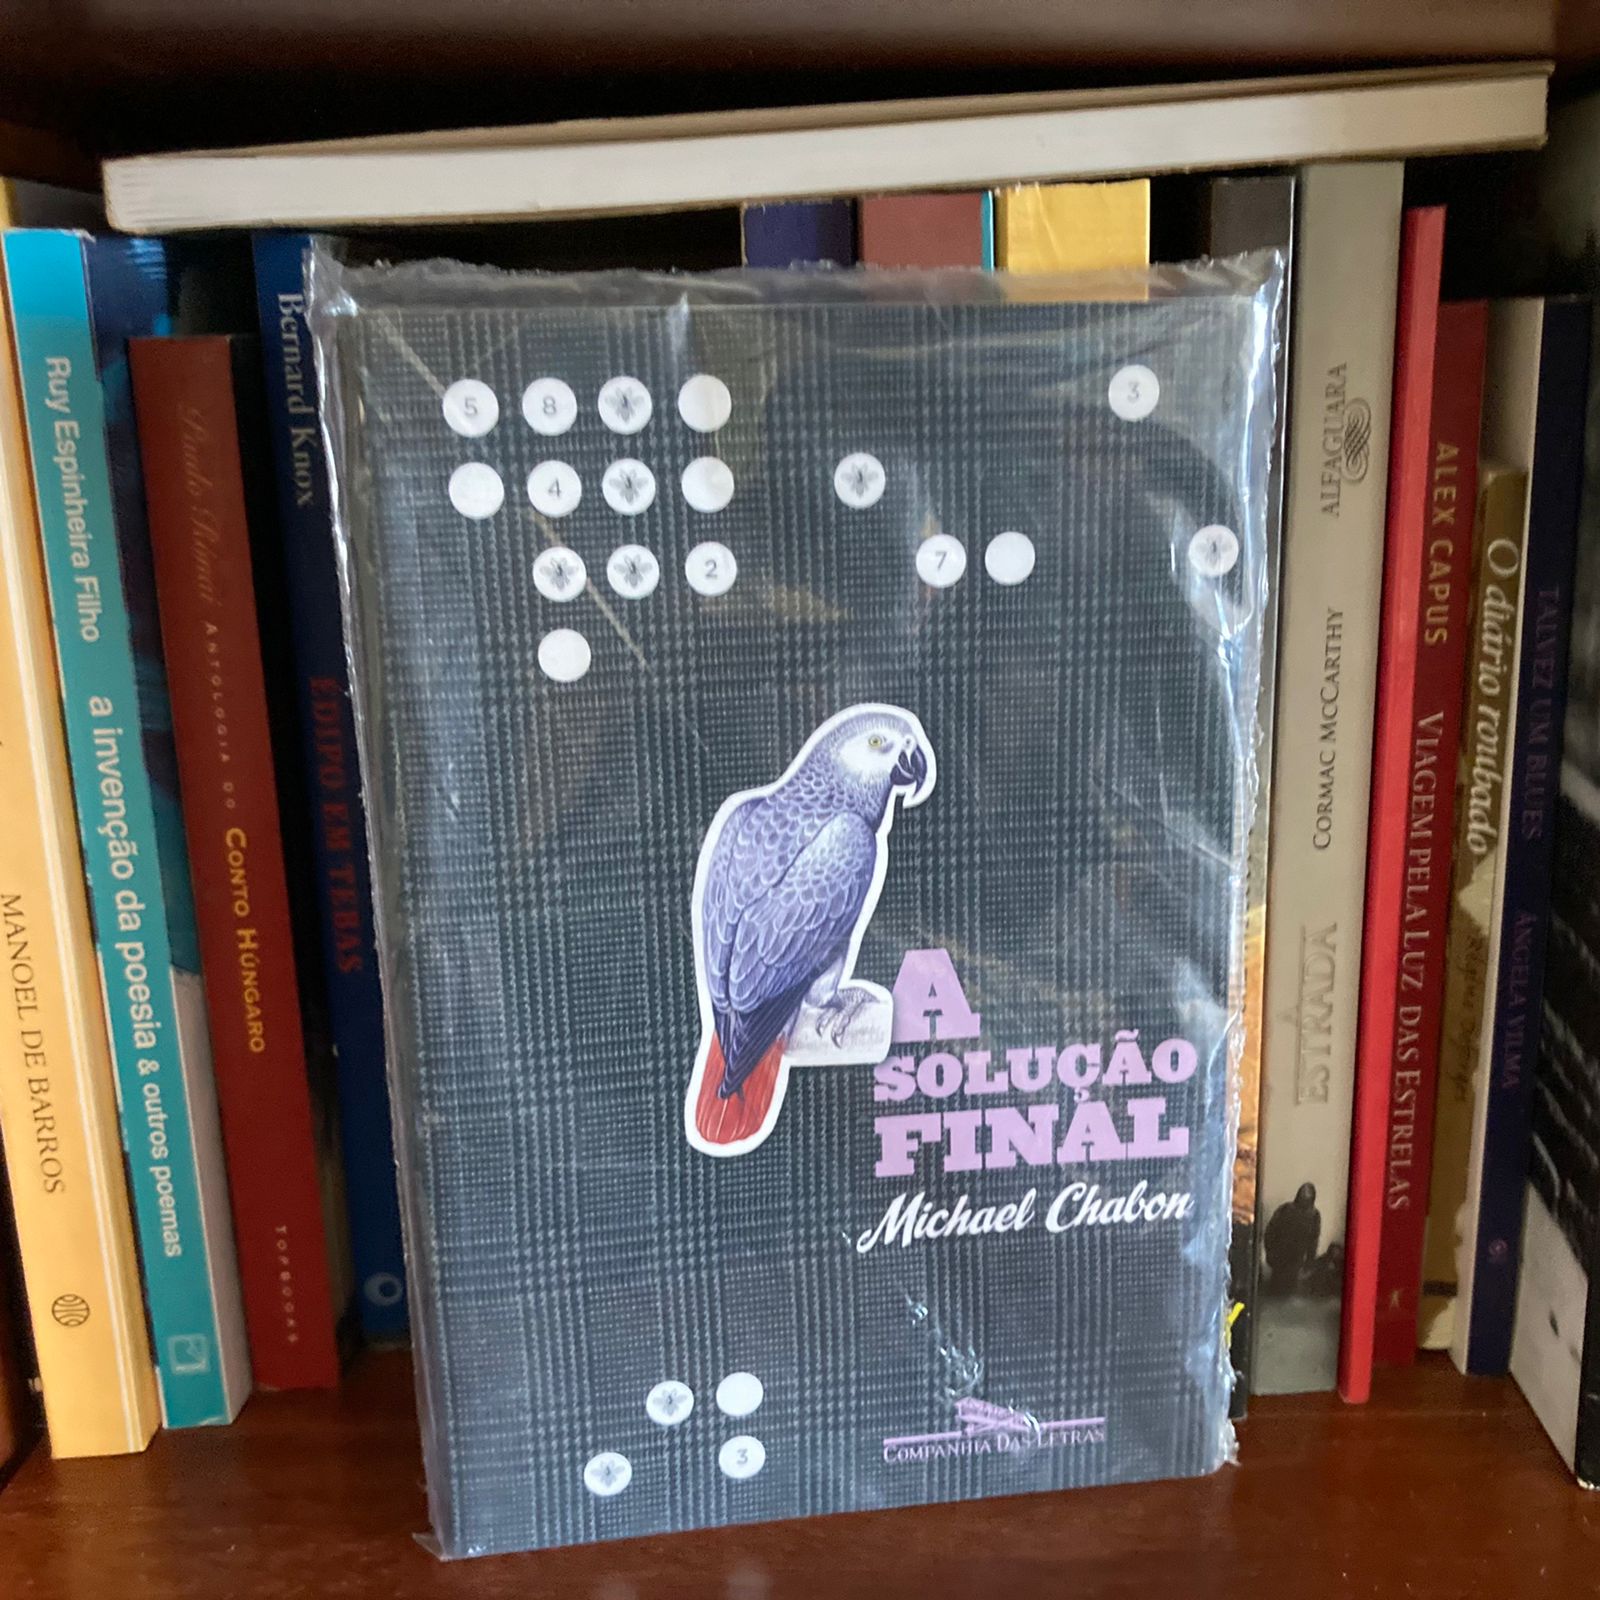 MANOEL DE BARROS
Ruy Espinheira Filho
a invenção da poesia & outros poemas
Paulo Rónai
ANTOLOGIA DO
CONTO HÚNGARO
TOPBOOKS
Bernard Knox
ÉDIPO EM TEBAS
5 8
3
4
2
7
A
SOLUÇÃO
FINAL
Michael Chabon
3
COMPANHIA DAS LETRAS
ALFAGUARA
CORMAC MCCARTHY
A
ESTRADA
ALEX CAPUS
VIAGEM PELA LUZ DAS ESTRELAS
O diário roubado
TALVEZ UM BLUES
ÂNGELA VILMA